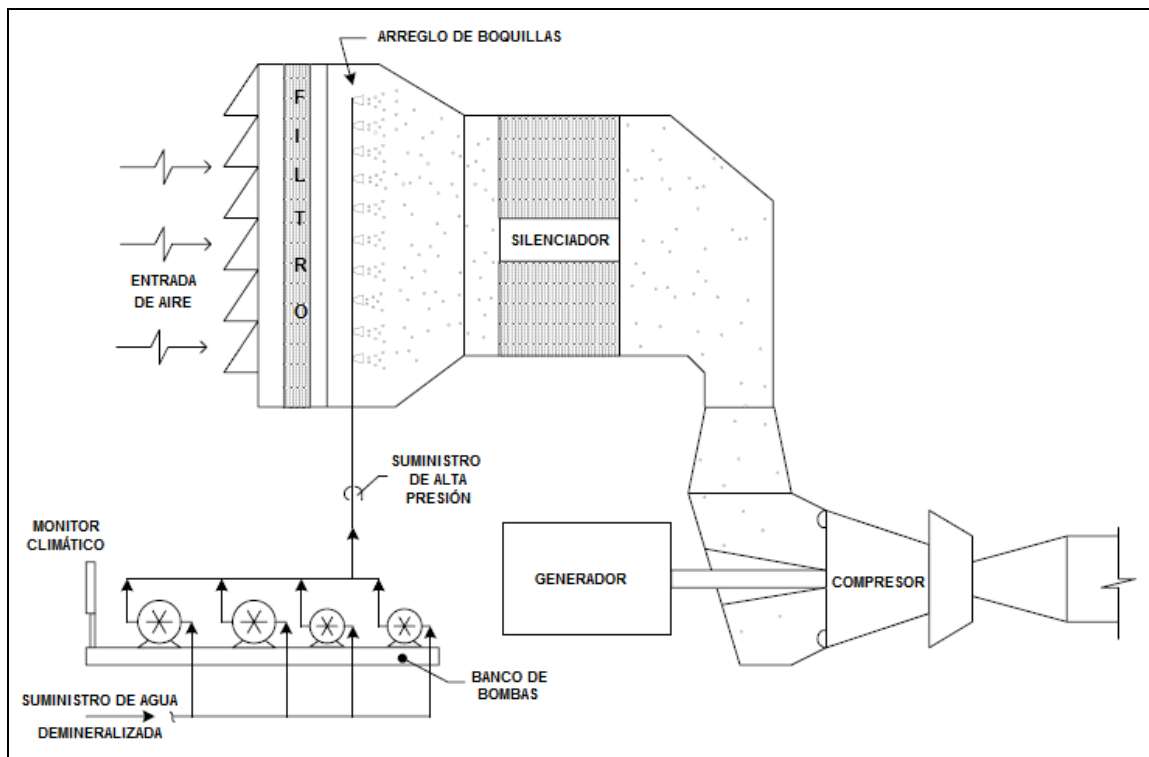 ARREGLO DE BOQUILLAS
FILTRO
SILENCIADOR
ENTRADA
DE AIRE
SUMINISTRO
DE ALTA
PRESIÓN
MONITOR
CLIMÁTICO
GENERADOR
COMPRESOR
BANCO DE
BOMBAS
SUMINISTRO DE AGUA
DEMINERALIZADA